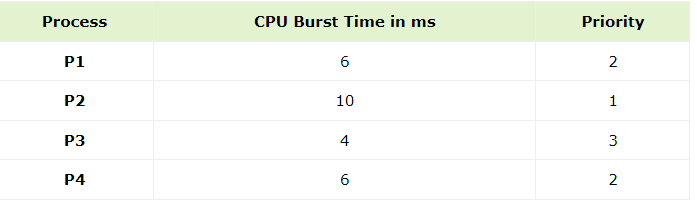 Process CPU Burst Time in ms Priority
P1 6 2
P2 10 1
P3 4 3
P4 6 2